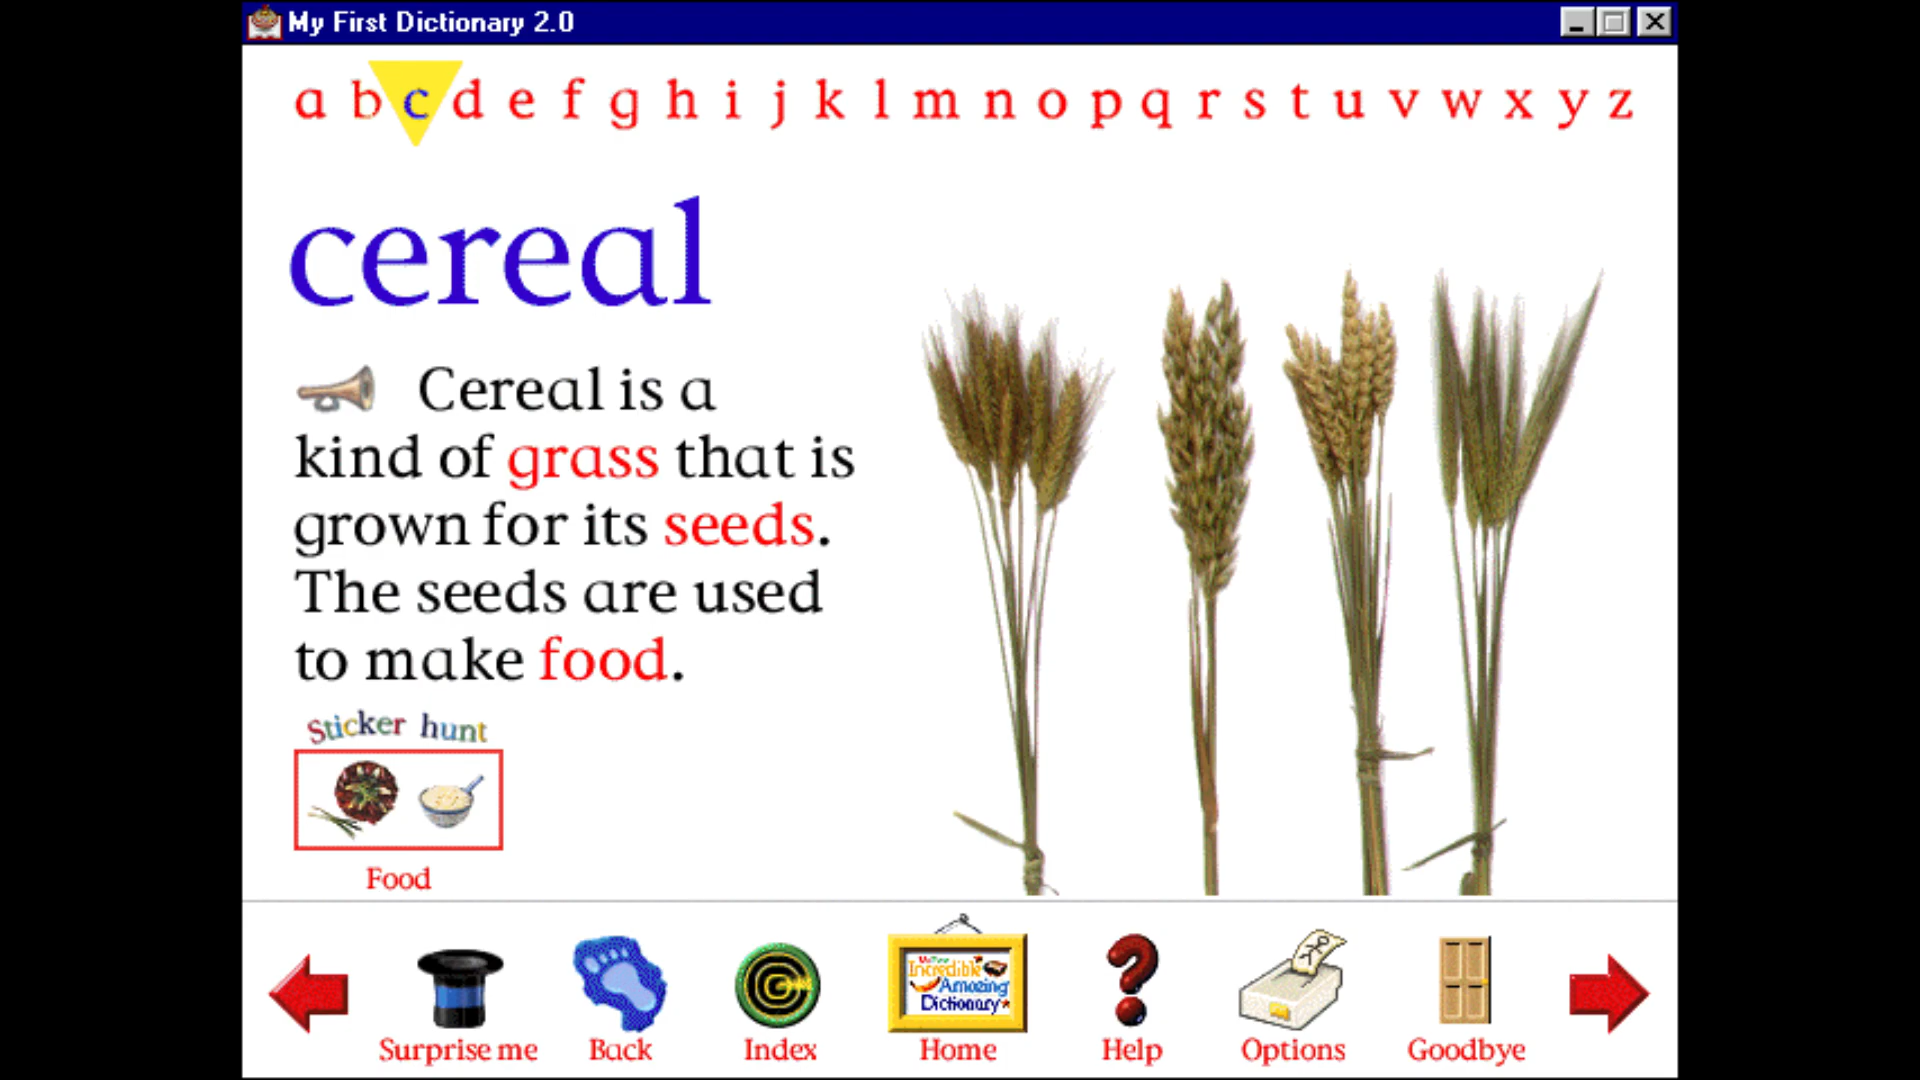 My First Dictionary 2.0
a b c d e f g h i j k l m n o p q r s t u v w x y z
cereal
Cereal is a
kind of grass that is
grown for its seeds.
The seeds are used
to make food.
Sticker hunt
Food
My First
Incredible
Amazing
Dictionary
Surprise me
Back
Index
Home
Help
Options
Goodbye